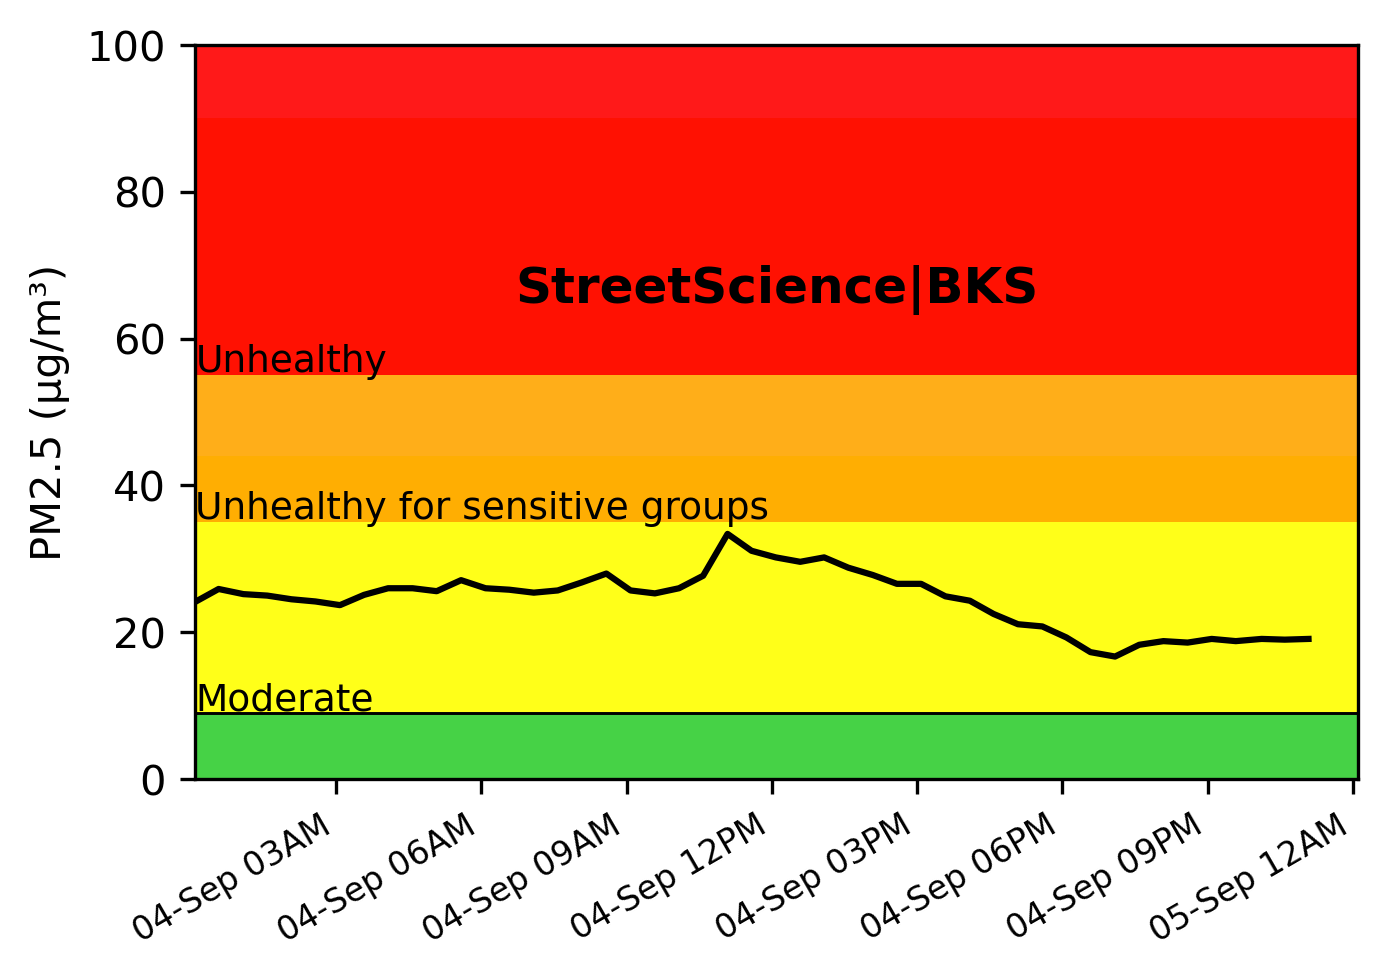 100
80
60
40
20
0
PM2.5 (µg/m³)
StreetScience|BKS
Unhealthy
Unhealthy for sensitive groups
Moderate
04-Sep 03AM
04-Sep 06AM
04-Sep 09AM
04-Sep 12PM
04-Sep 03PM
04-Sep 06PM
04-Sep 09PM
05-Sep 12AM